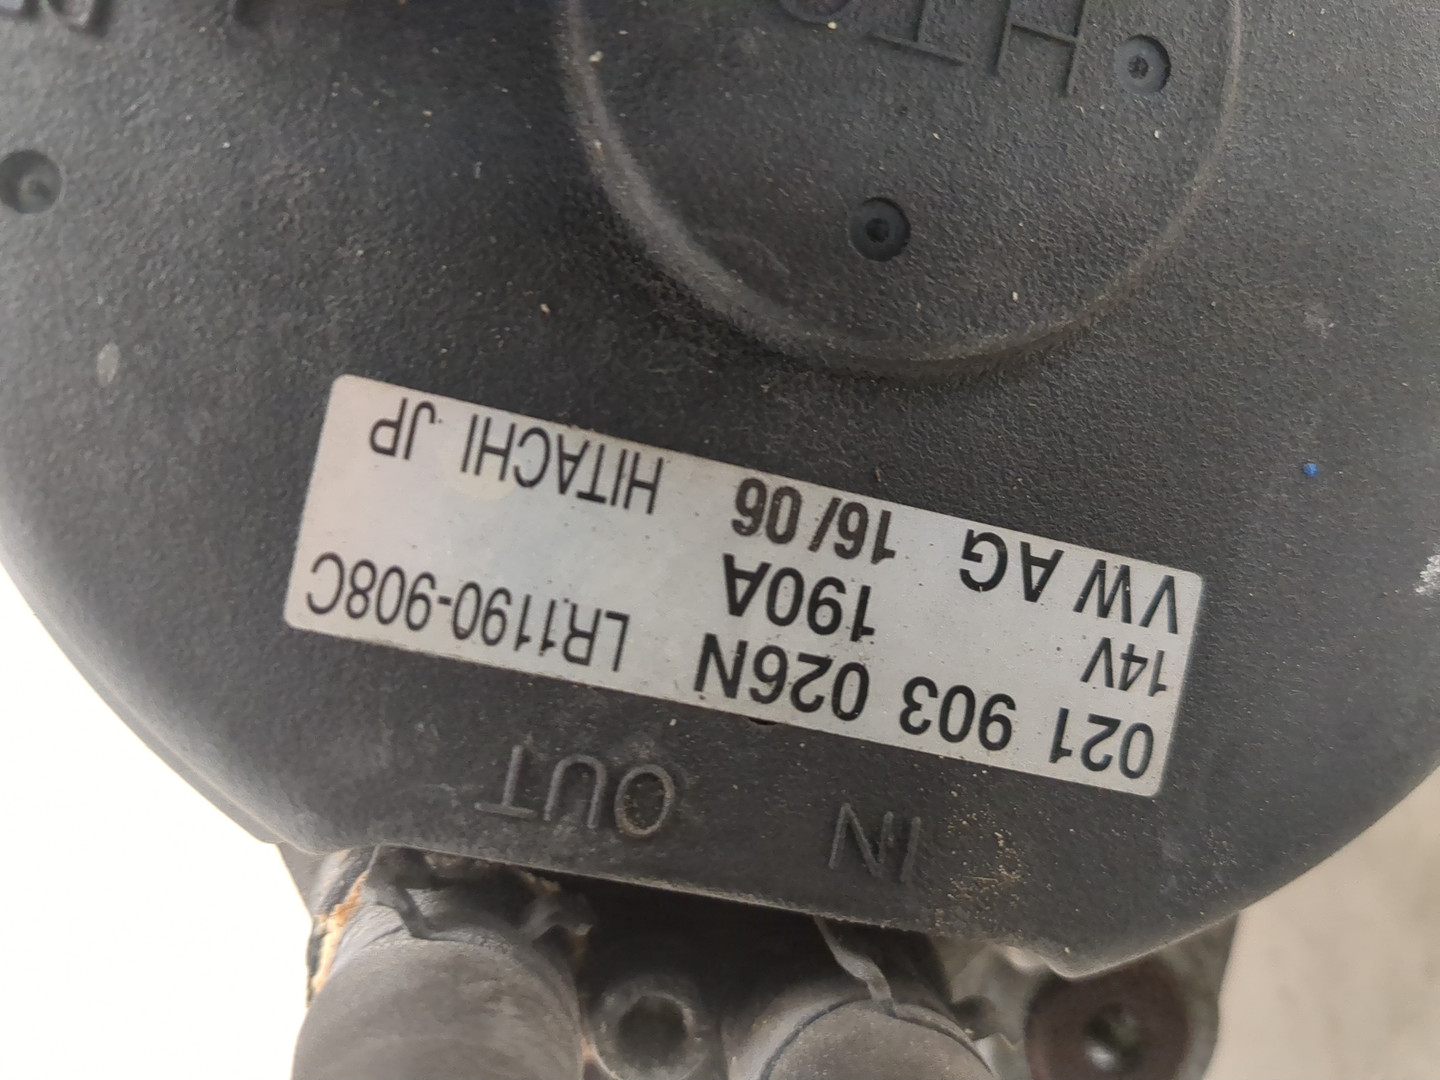 IN OUT
021 903 026N LR1190-908C
14V 190A
VW AG 16/06 HITACHI JP